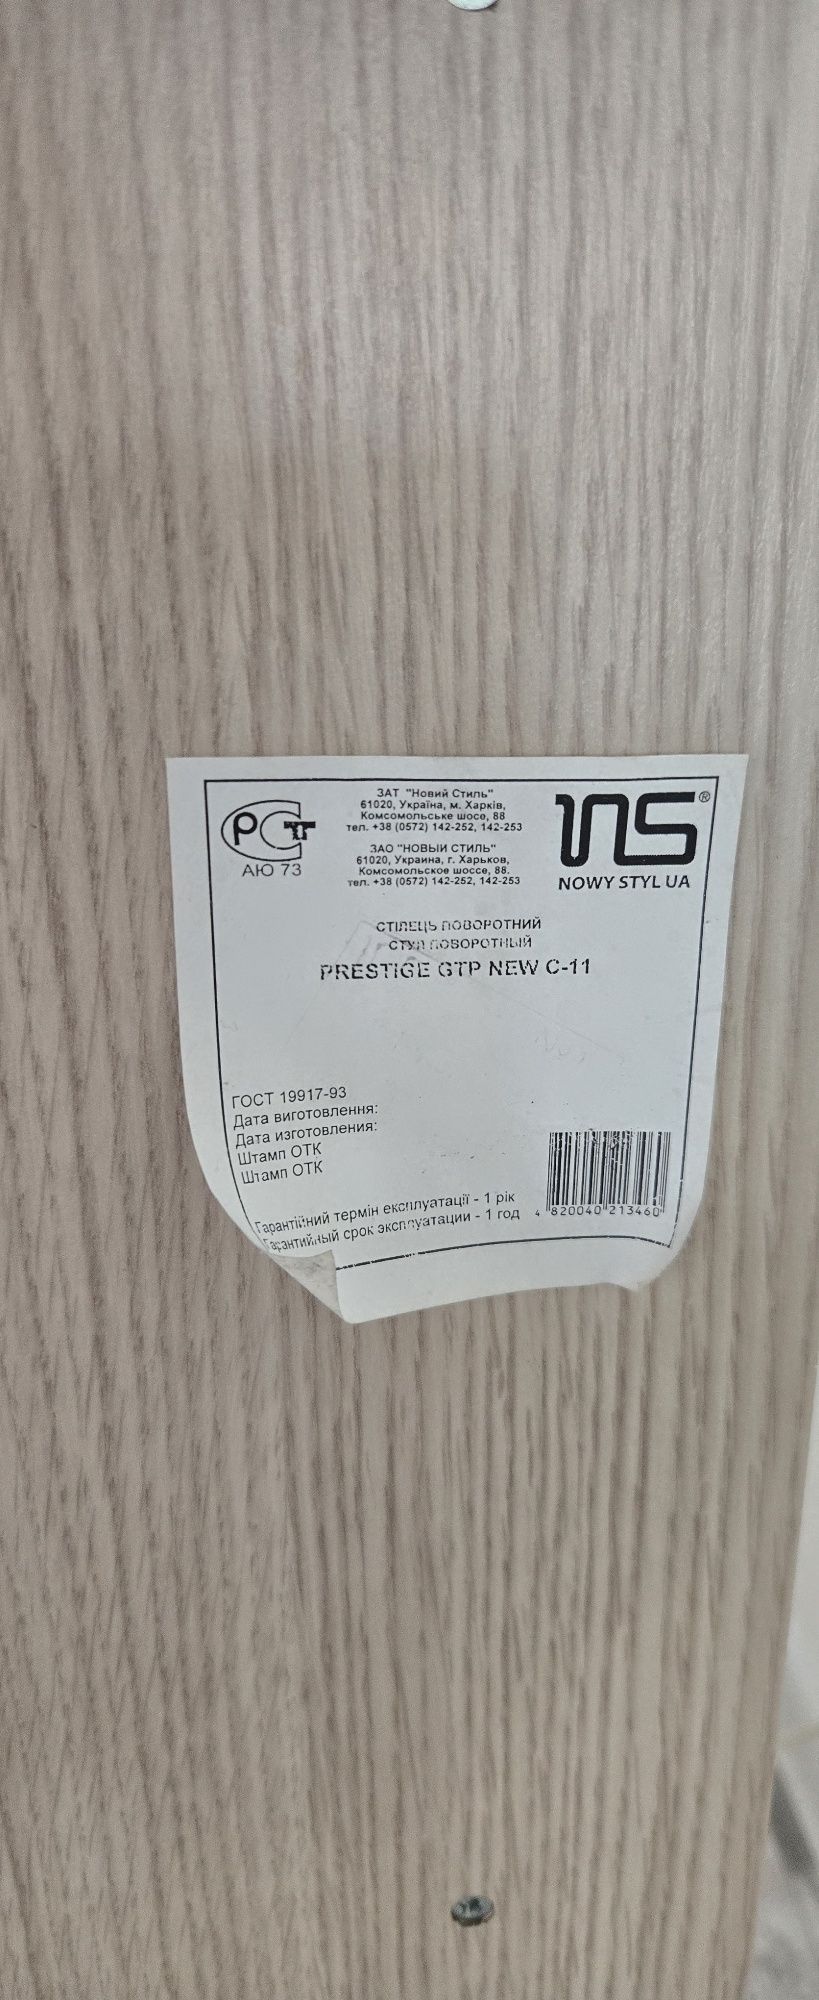 РСТ
АЮ 73
ЗАТ "Новий Стиль"
61020, Україна, м. Харків,
Комсомольське шосе, 88
тел. +38 (0572) 142-252, 142-253
ЗАО "НОВЫЙ СТИЛЬ"
61020, Украина, г. Харьков,
Комсомольское шоссе, 88.
тел. +38 (0572) 142-252, 142-253
NS®
NOWY STYL UA
СТІЛЕЦЬ ПОВОРОТНИЙ
СТУЛ ПОВОРОТНЫЙ
PRESTIGE GTP NEW C-11
ГОСТ 19917-93
Дата виготовлення:
Дата изготовления:
Штамп ОТК
Штамп ОТК
Гарантійний термін експлуатації - 1 рік
Гарантийный срок эксплуатации - 1 год
4 820040 213460